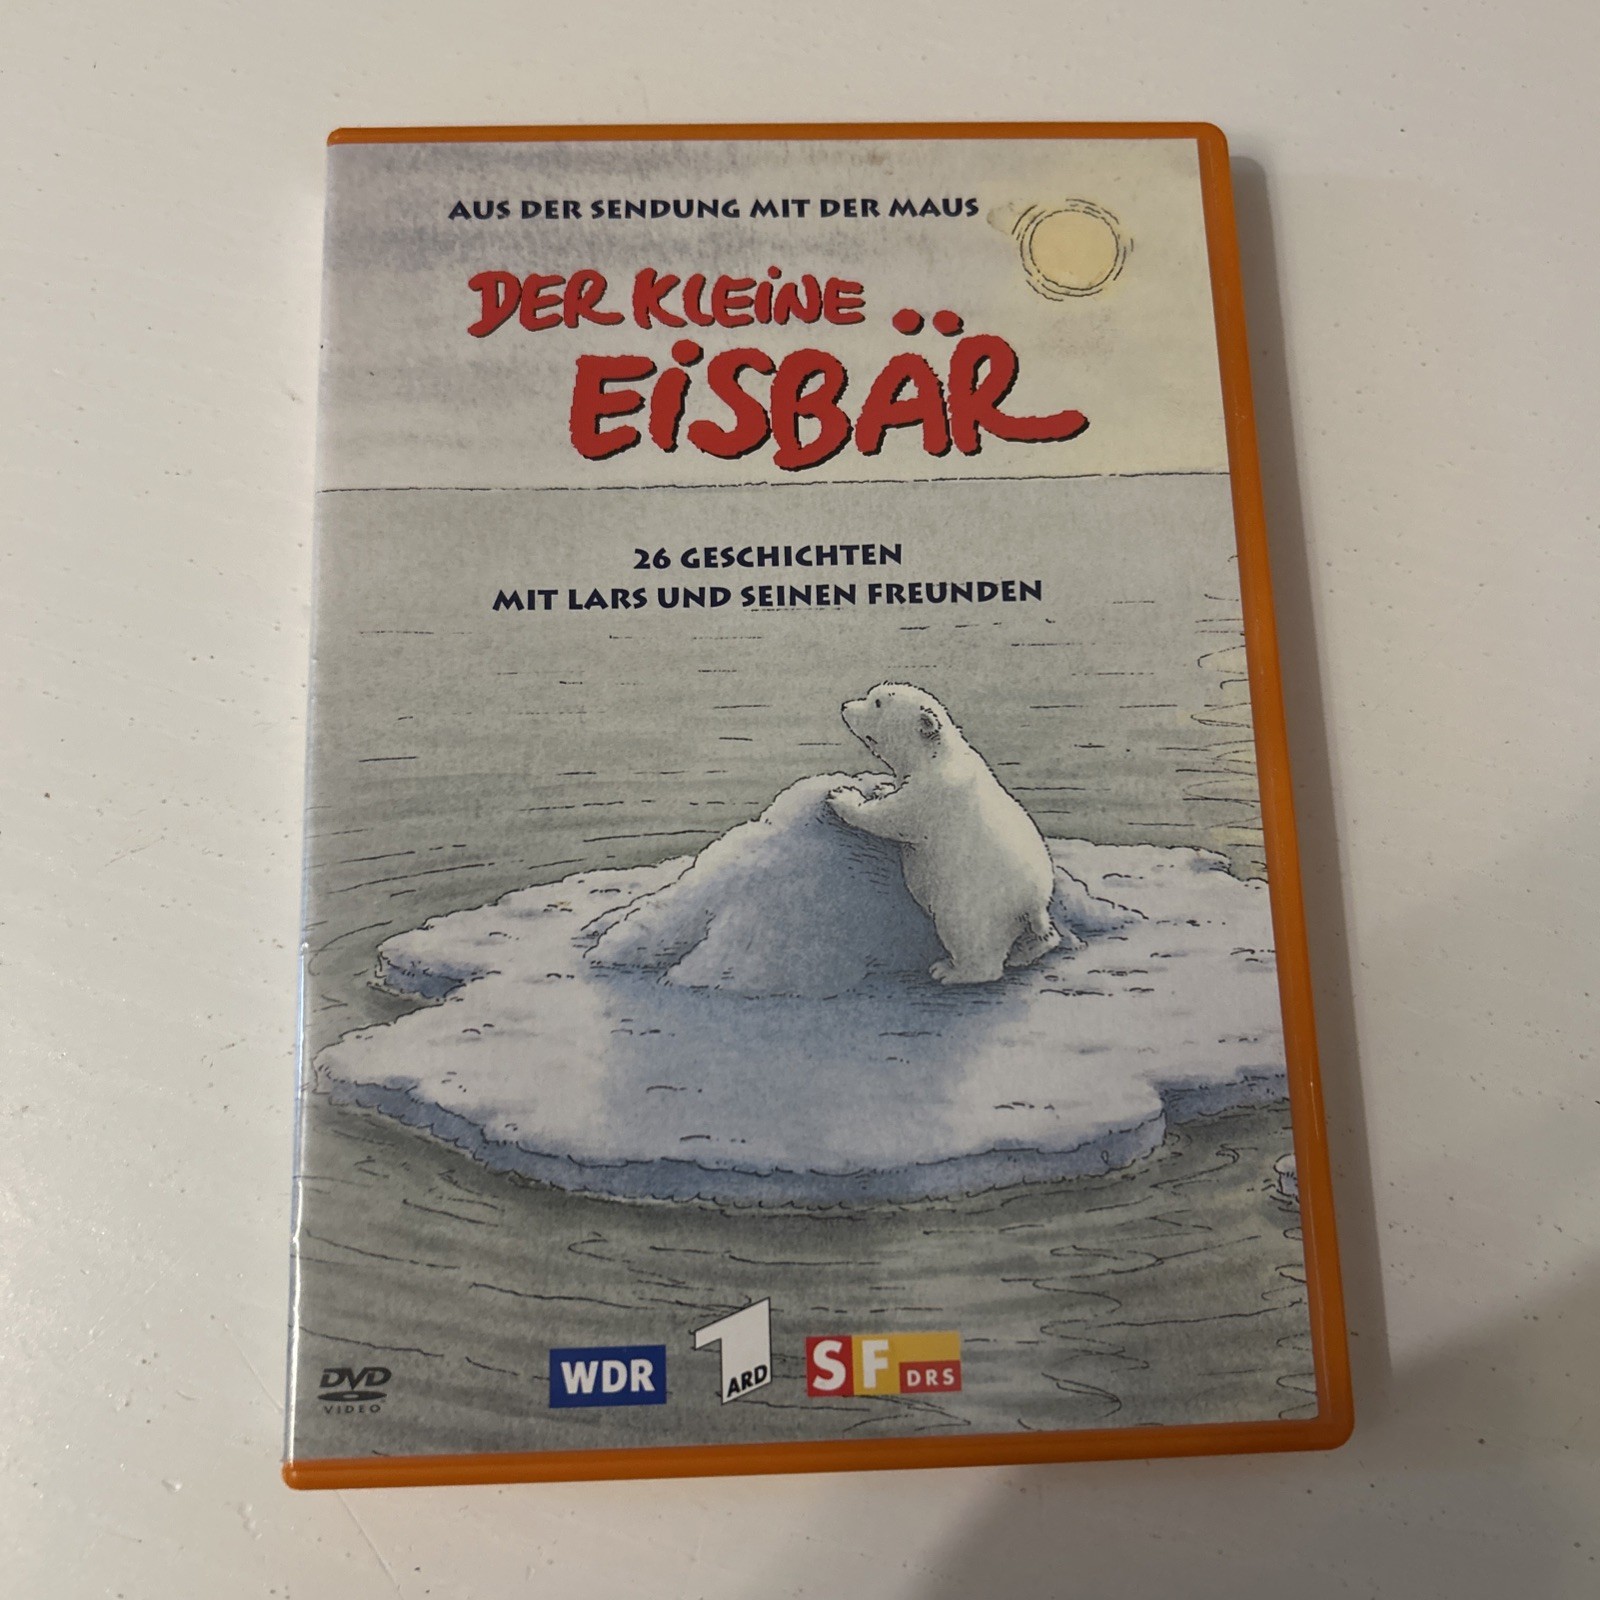 AUS DER SENDUNG MIT DER MAUS
DER KLEiNE
EiSBÄR
26 GESCHICHTEN
MIT LARS UND SEINEN FREUNDEN
DVD
VIDEO
WDR
1
ARD
SF DRS